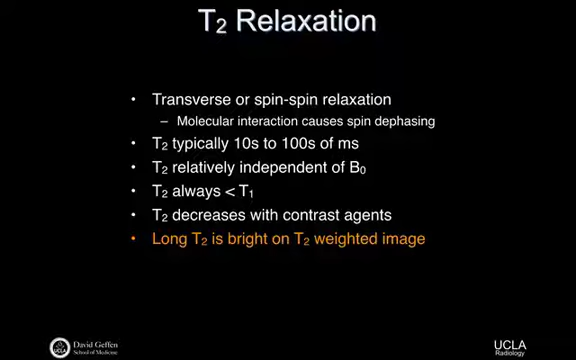 T₂ Relaxation
• Transverse or spin-spin relaxation
– Molecular interaction causes spin dephasing
• T₂ typically 10s to 100s of ms
• T₂ relatively independent of B₀
• T₂ always < T₁
• T₂ decreases with contrast agents
• Long T₂ is bright on T₂ weighted image
UCLA
David Geffen
School of Medicine
UCLA
Radiology